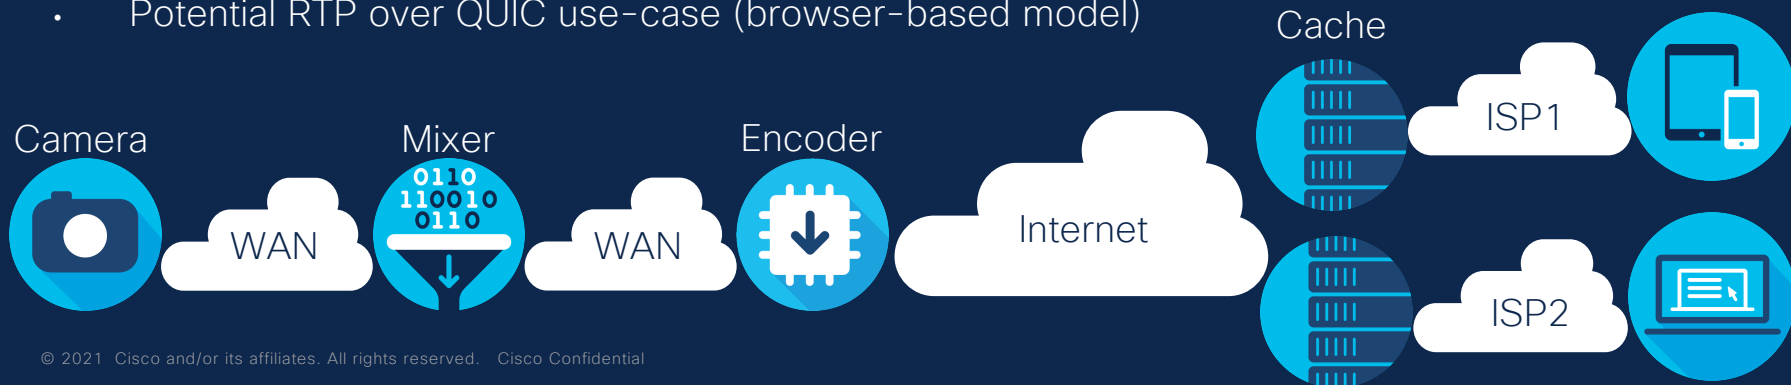 • Potential RTP over QUIC use-case (browser-based model)
Cache
Camera
Mixer
Encoder
ISP1
0110
110010
0110
WAN
WAN
Internet
ISP2
© 2021 Cisco and/or its affiliates. All rights reserved. Cisco Confidential